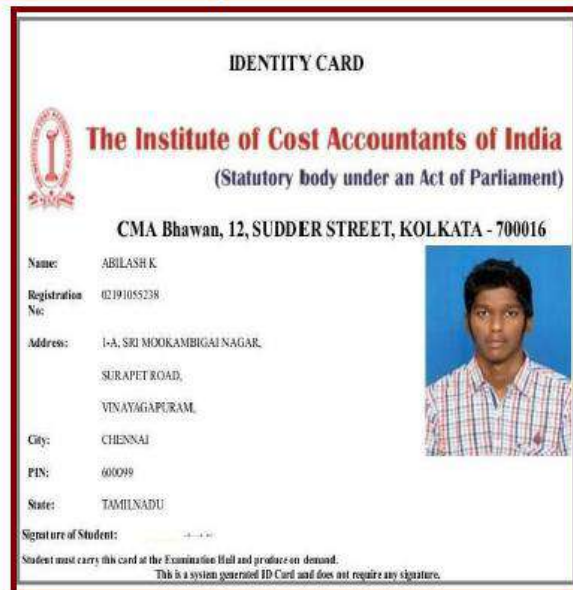 IDENTITY CARD
The Institute of Cost Accountants of India
(Statutory body under an Act of Parliament)
CMA Bhawan, 12, SUDDER STREET, KOLKATA - 700016
Name: ABILASH K
Registration No: 02191055238
Address: 1-A, SRI MOOKAMBIGAI NAGAR,
SURAPET ROAD,
VINAYAGAPURAM,
City: CHENNAI
PIN: 600099
State: TAMILNADU
Signature of Student:
Student must carry this card at the Examination Hall and produce on demand.
This is a system generated ID Card and does not require any signature.